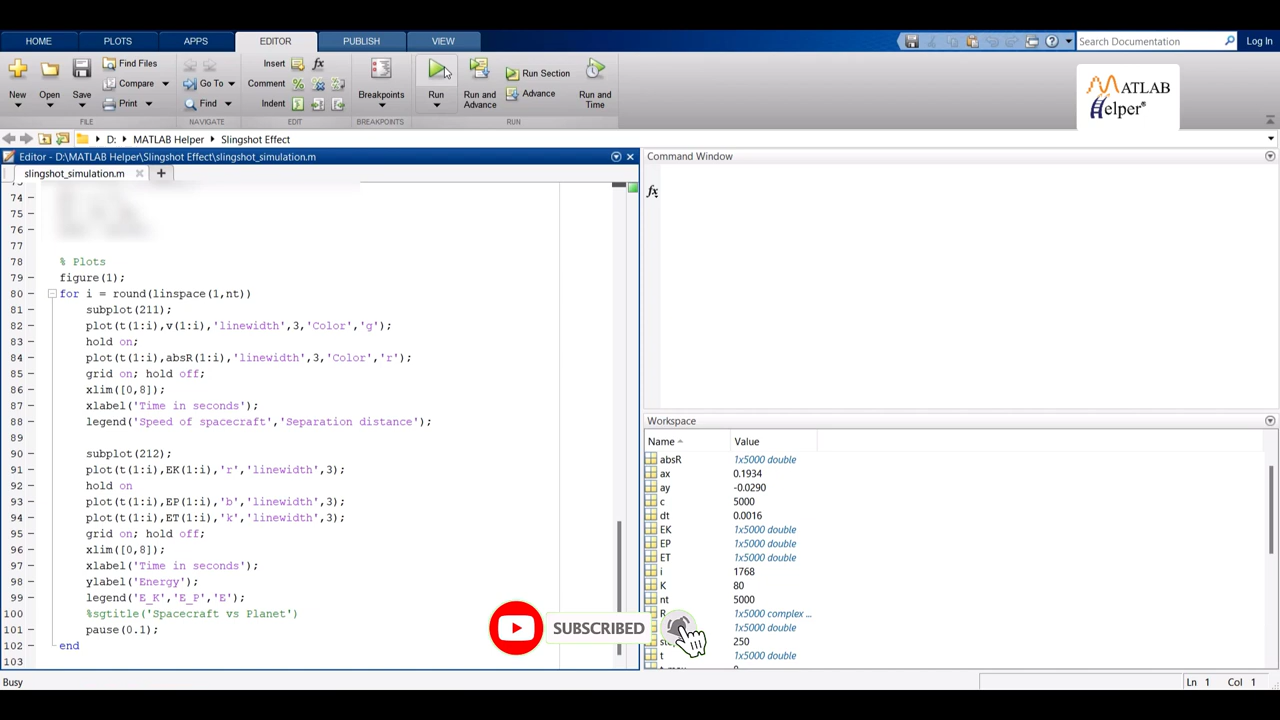 HOME PLOTS APPS EDITOR PUBLISH VIEW Search Documentation Log In
New Open Save Find Files Compare Print FILE
Go To Find NAVIGATE
Insert fx Comment Indent EDIT
Breakpoints BREAKPOINTS
Run Run and Advance Run Section Advance Run and Time RUN
MATLAB Helper®
D: MATLAB Helper Slingshot Effect
Editor - D:\MATLAB Helper\Slingshot Effect\slingshot_simulation.m
slingshot_simulation.m
74
75
76
77
78 % Plots
79 figure(1);
80 for i = round(linspace(1,nt))
81 subplot(211);
82 plot(t(1:i),v(1:i),'linewidth',3,'Color','g');
83 hold on;
84 plot(t(1:i),absR(1:i),'linewidth',3,'Color','r');
85 grid on; hold off;
86 xlim([0,8]);
87 xlabel('Time in seconds');
88 legend('Speed of spacecraft','Separation distance');
89
90 subplot(212);
91 plot(t(1:i),EK(1:i),'r','linewidth',3);
92 hold on
93 plot(t(1:i),EP(1:i),'b','linewidth',3);
94 plot(t(1:i),ET(1:i),'k','linewidth',3);
95 grid on; hold off;
96 xlim([0,8]);
97 xlabel('Time in seconds');
98 ylabel('Energy');
99 legend('E_K','E_P','E');
100 %sgtitle('Spacecraft vs Planet')
101 pause(0.1);
102 end
103
Command Window
fx
Workspace
Name Value
absR 1x5000 double
ax 0.1934
ay -0.0290
c 5000
dt 0.0016
EK 1x5000 double
EP 1x5000 double
ET 1x5000 double
i 1768
K 80
nt 5000
R 1x5000 complex ...
1x5000 double
250
t 1x5000 double
SUBSCRIBED
Busy
Ln 1 Col 1